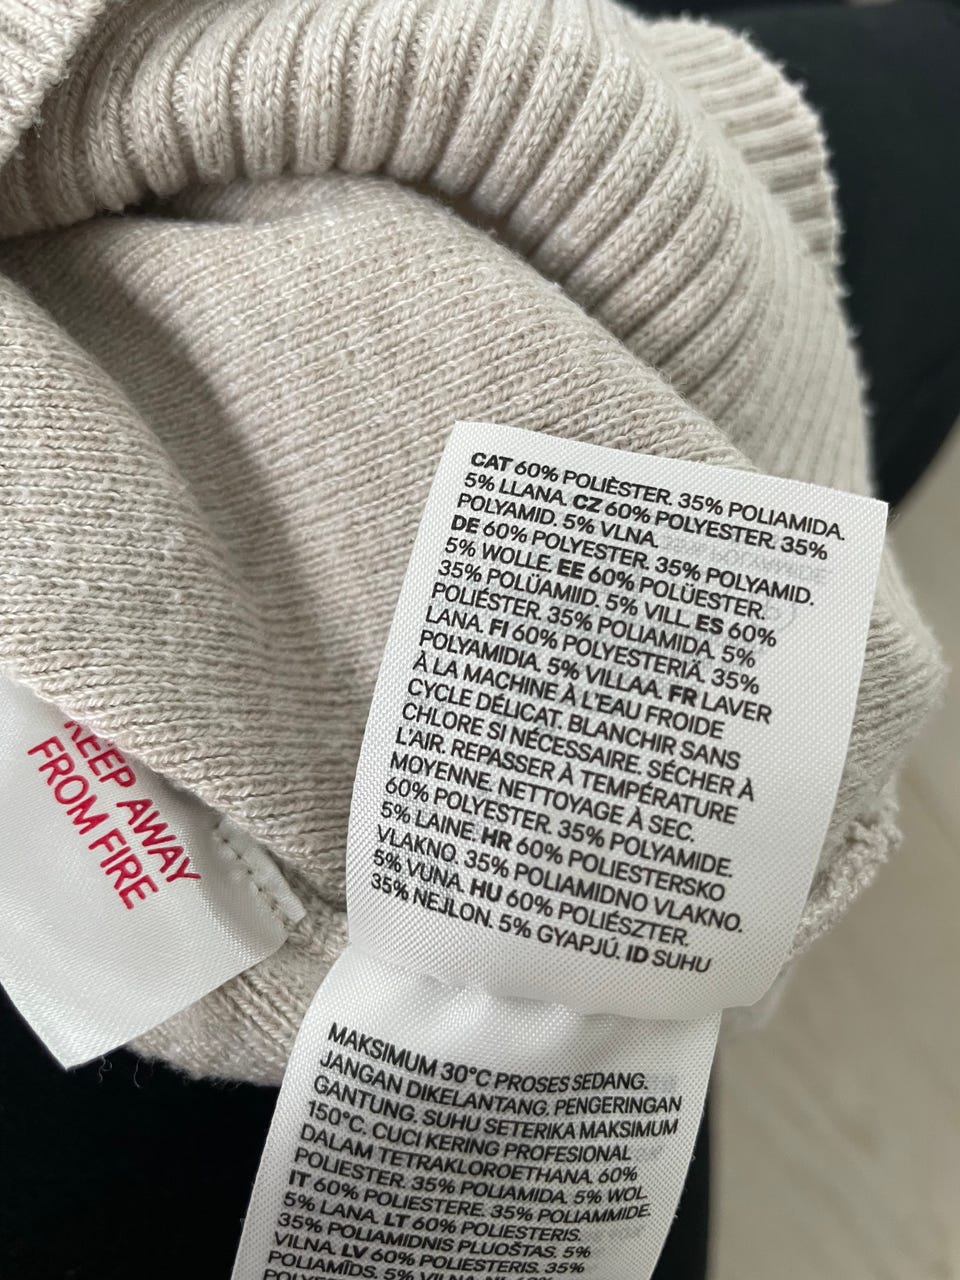 CAT 60% POLIÈSTER. 35% POLIAMIDA.
5% LLANA. CZ 60% POLYESTER. 35%
POLYAMID. 5% VLNA.
DE 60% POLYESTER. 35% POLYAMID.
5% WOLLE. EE 60% POLÜESTER.
35% POLÜAMIID. 5% VILL. ES 60%
POLIÉSTER. 35% POLIAMIDA. 5%
LANA. FI 60% POLYESTERIÄ. 35%
POLYAMIDIA. 5% VILLAA. FR LAVER
À LA MACHINE À L'EAU FROIDE
CYCLE DÉLICAT. BLANCHIR SANS
CHLORE SI NÉCESSAIRE. SÉCHER À
L'AIR. REPASSER À TEMPÉRATURE
MOYENNE. NETTOYAGE À SEC.
60% POLYESTER. 35% POLYAMIDE.
5% LAINE. HR 60% POLIESTERSKO
VLAKNO. 35% POLIAMIDNO VLAKNO.
5% VUNA. HU 60% POLIÉSZTER.
35% NEJLON. 5% GYAPJÚ. ID SUHU
KEEP AWAY
FROM FIRE
MAKSIMUM 30°C PROSES SEDANG.
JANGAN DIKELANTANG. PENGERINGAN
GANTUNG. SUHU SETERIKA MAKSIMUM
150°C. CUCI KERING PROFESIONAL
DALAM TETRAKLOROETHANA. 60%
POLIESTER. 35% POLIAMIDA. 5% WOL.
IT 60% POLIESTERE. 35% POLIAMMIDE.
5% LANA. LT 60% POLIESTERIS.
35% POLIAMIDNIS PLUOŠTAS. 5%
VILNA. LV 60% POLIESTERIS. 35%
POLIAMĪDS. 5% VILNA. NL 60%